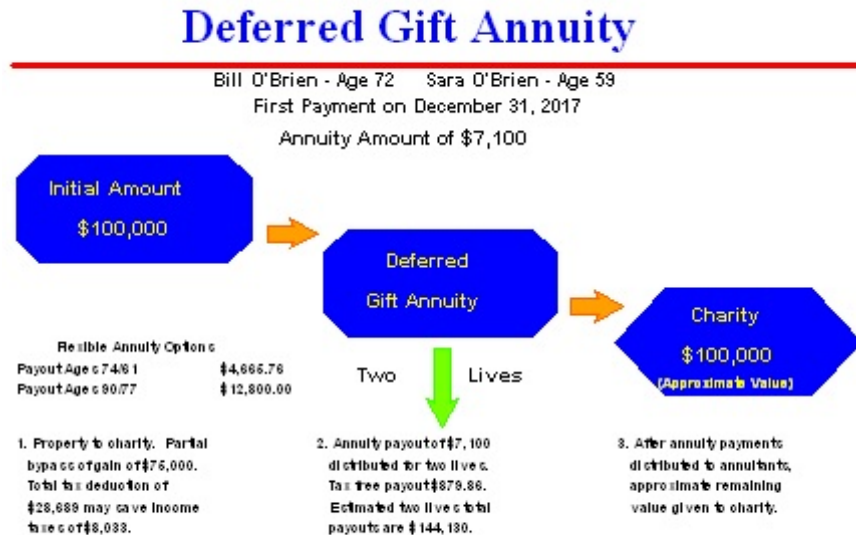 Deferred Gift Annuity
Bill O'Brien - Age 72 Sara O'Brien - Age 59
First Payment on December 31, 2017
Annuity Amount of $7,100
Initial Amount
$100,000
Deferred
Gift Annuity
Charity
$100,000
(Approximate Value)
Flexible Annuity Options
Payout Ages 74/61 $4,665.76
Payout Ages 90/77 $12,800.00
Two Lives
1. Property to charity. Partial
bypass of gain of $75,000.
Total tax deduction of
$28,689 may save income
taxes of $8,033.
2. Annuity payout of $7,100
distributed for two lives.
Tax free payout $879.86.
Estimated two lives total
payouts are $144,130.
3. After annuity payments
distributed to annuitants,
approximate remaining
value given to charity.